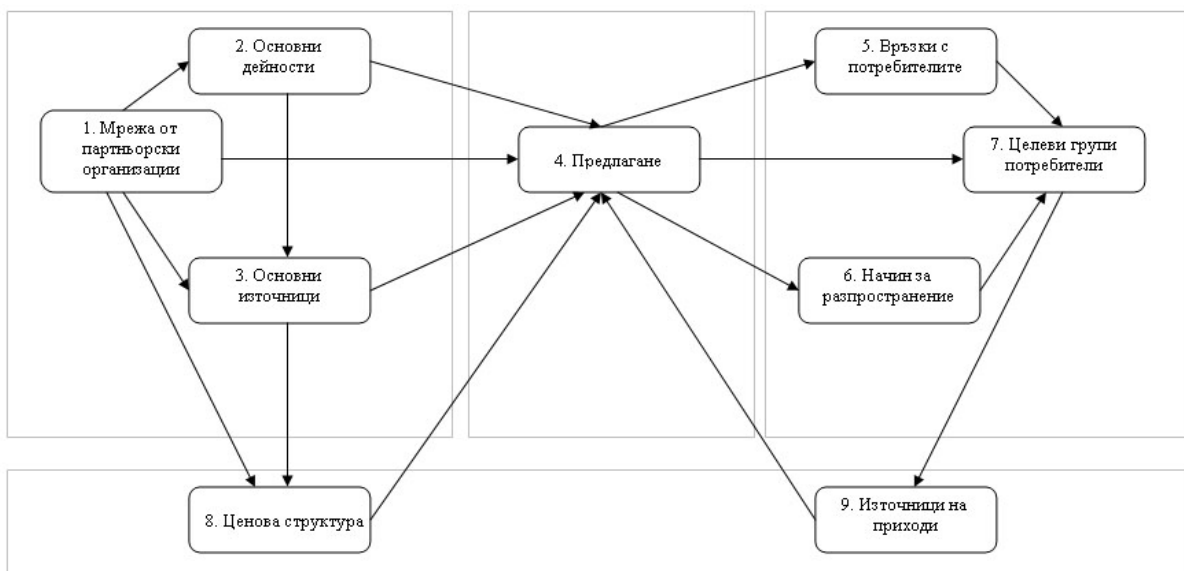 2. Основни
дейности
5. Връзки с
потребителите
1. Мрежа от
партньорски
организации
4. Предлагане
7. Целеви групи
потребители
3. Основни
източници
6. Начин за
разпространение
8. Ценова структура
9. Източници на
приходи